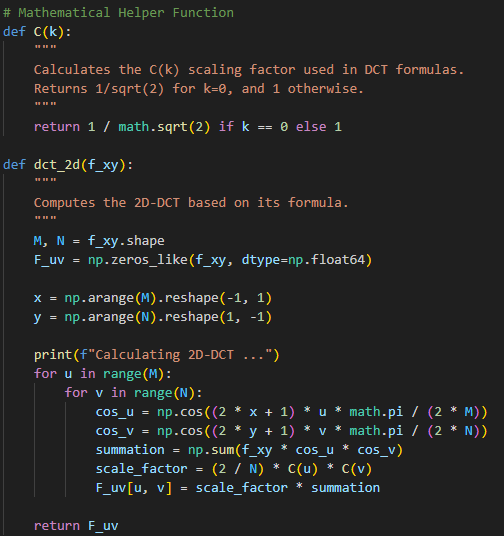 # Mathematical Helper Function
def C(k):
    """
    Calculates the C(k) scaling factor used in DCT formulas.
    Returns 1/sqrt(2) for k=0, and 1 otherwise.
    """
    return 1 / math.sqrt(2) if k == 0 else 1

def dct_2d(f_xy):
    """
    Computes the 2D-DCT based on its formula.
    """
    M, N = f_xy.shape
    F_uv = np.zeros_like(f_xy, dtype=np.float64)

    x = np.arange(M).reshape(-1, 1)
    y = np.arange(N).reshape(1, -1)

    print(f"Calculating 2D-DCT ...")
    for u in range(M):
        for v in range(N):
            cos_u = np.cos((2 * x + 1) * u * math.pi / (2 * M))
            cos_v = np.cos((2 * y + 1) * v * math.pi / (2 * N))
            summation = np.sum(f_xy * cos_u * cos_v)
            scale_factor = (2 / N) * C(u) * C(v)
            F_uv[u, v] = scale_factor * summation

    return F_uv